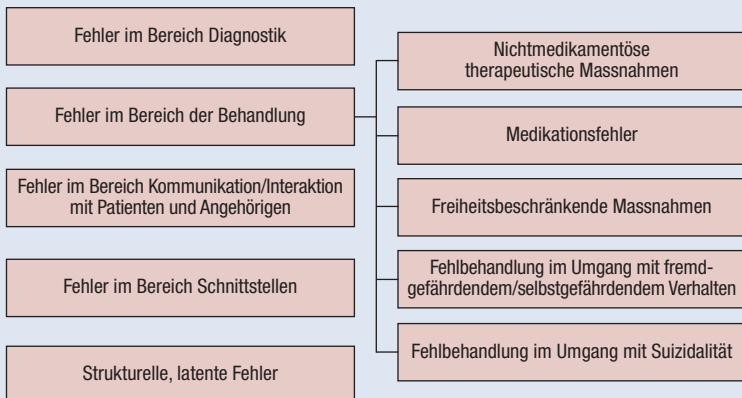 Fehler im Bereich Diagnostik
Fehler im Bereich der Behandlung
Fehler im Bereich Kommunikation/Interaktion
mit Patienten und Angehörigen
Fehler im Bereich Schnittstellen
Strukturelle, latente Fehler
Nichtmedikamentöse
therapeutische Massnahmen
Medikationsfehler
Freiheitsbeschränkende Massnahmen
Fehlbehandlung im Umgang mit fremd-
gefährdendem/selbstgefährdendem Verhalten
Fehlbehandlung im Umgang mit Suizidalität